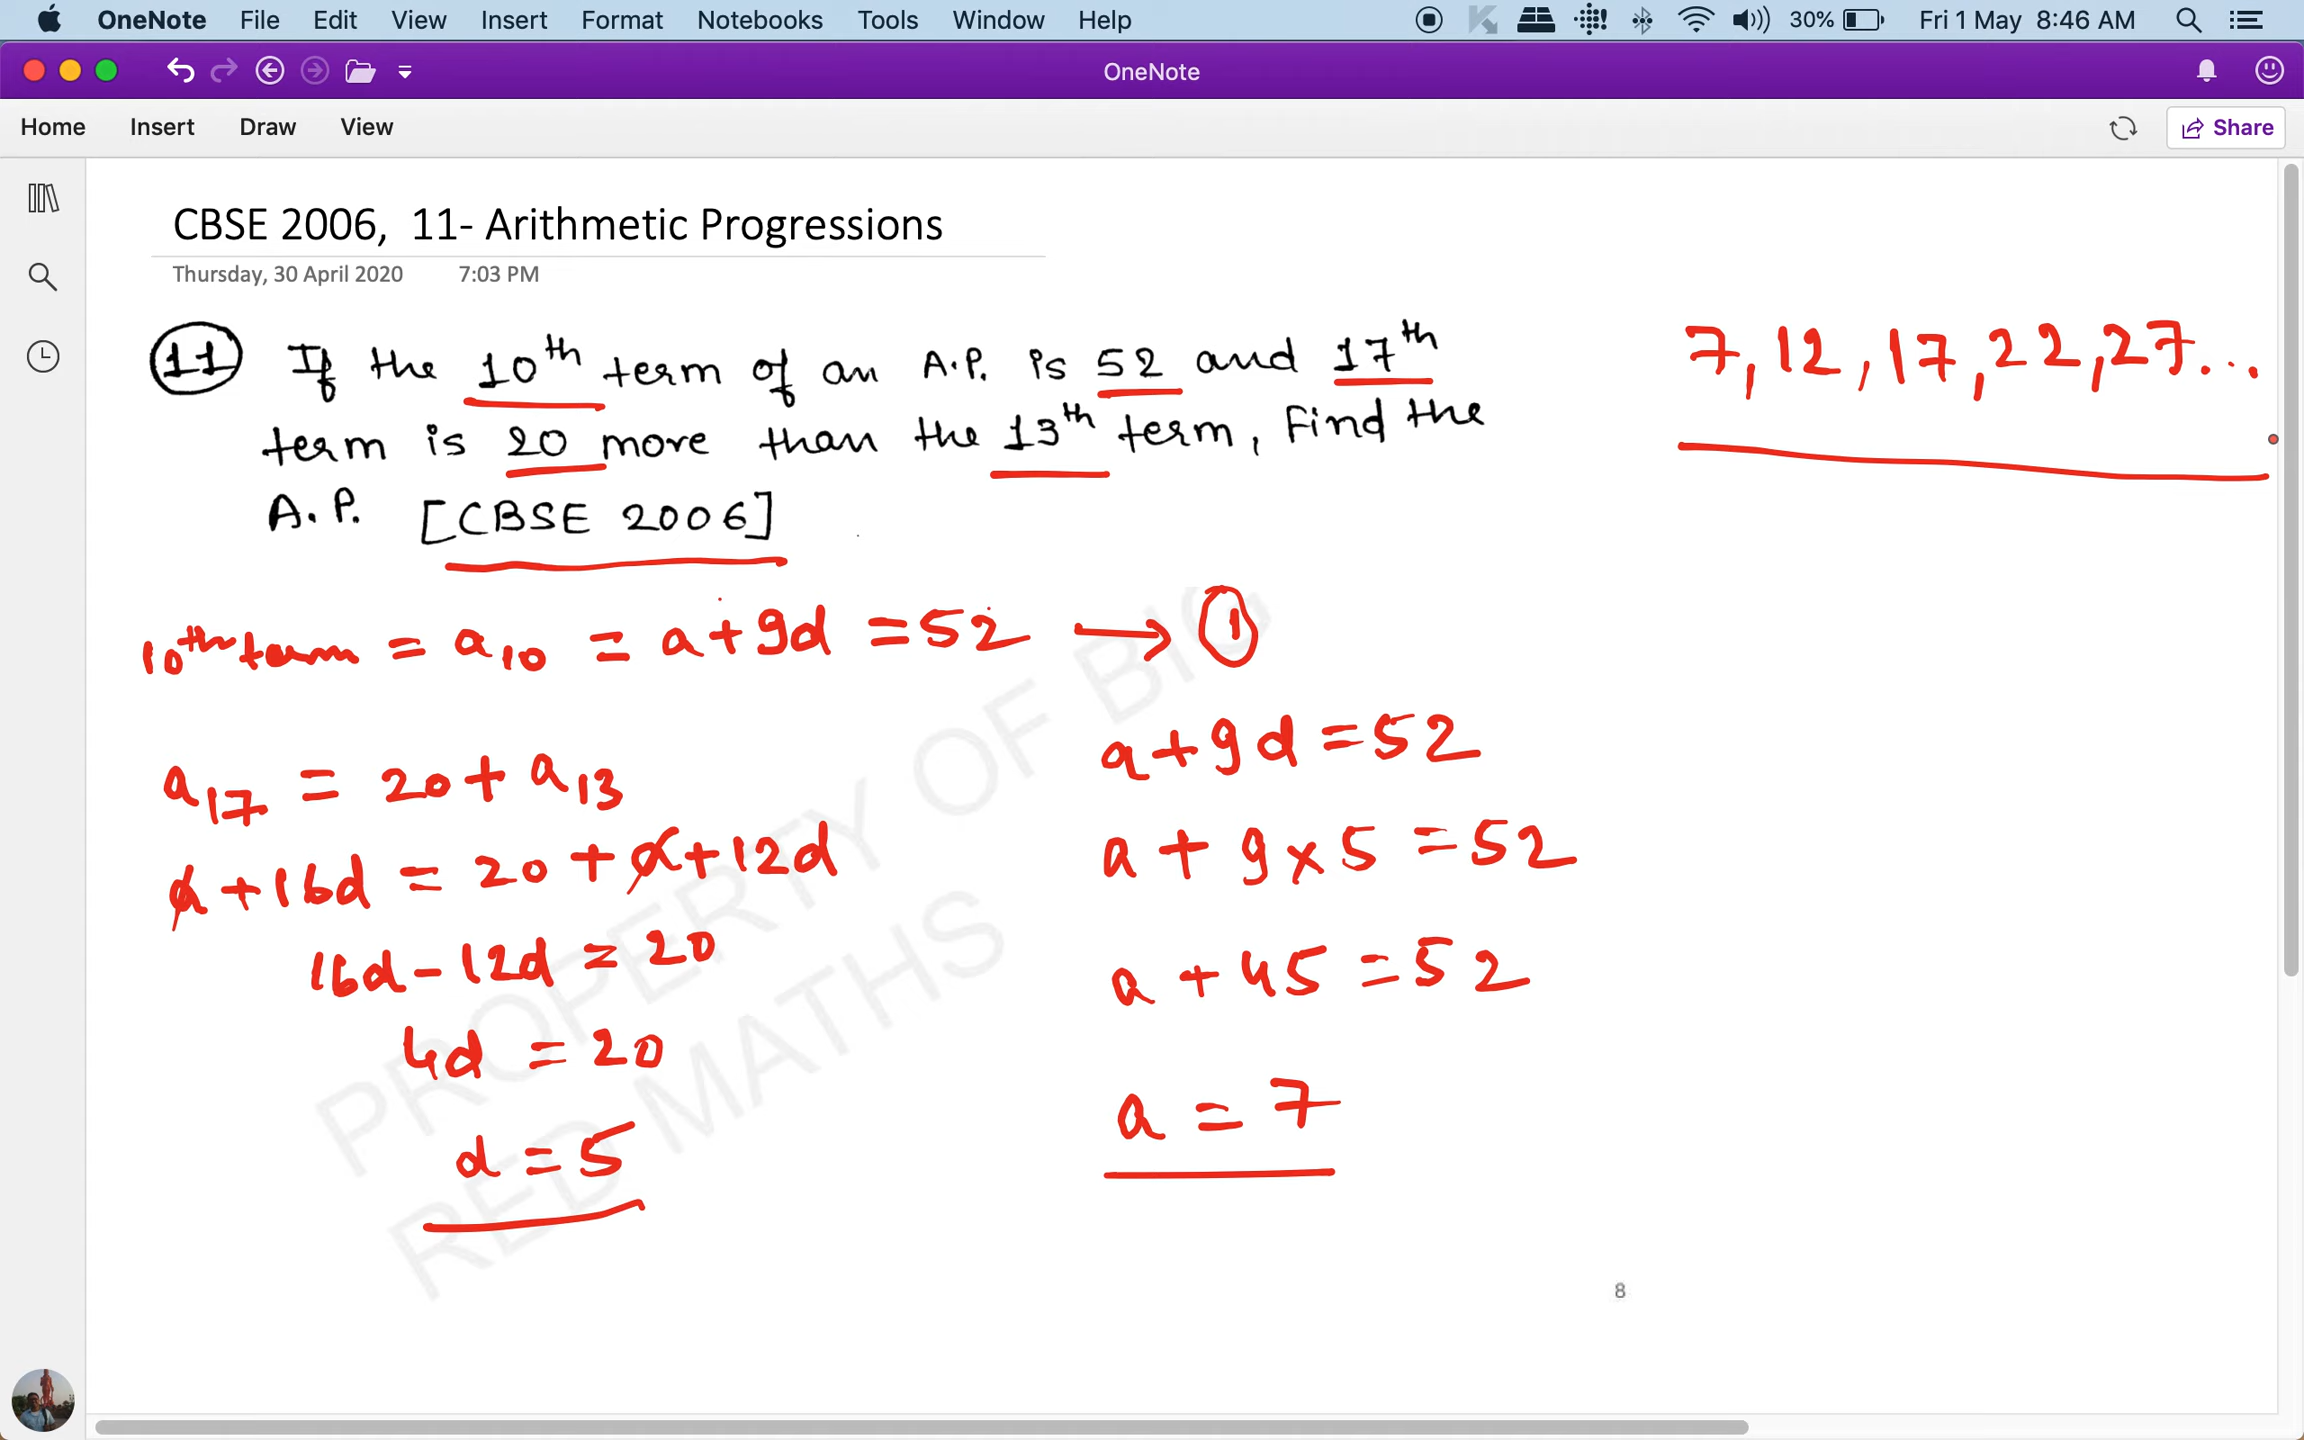 OneNote File Edit View Insert Format Notebooks Tools Window Help 30% Fri 1 May 8:46 AM
OneNote
Home Insert Draw View Share
CBSE 2006, 11- Arithmetic Progressions
Thursday, 30 April 2020 7:03 PM
11 If the 10th term of an A.P. is 52 and 17th
term is 20 more than the 13th term, Find the
A.P. [CBSE 2006]
7, 12, 17, 22, 27...
10th term = a10 = a+9d = 52 → 1
a17 = 20 + a13
a + 16d = 20 + a + 12d
16d - 12d = 20
4d = 20
d = 5
a + 9d = 52
a + 9 x 5 = 52
a + 45 = 52
a = 7
PROPERTY OF BIG
RED MATHS
8